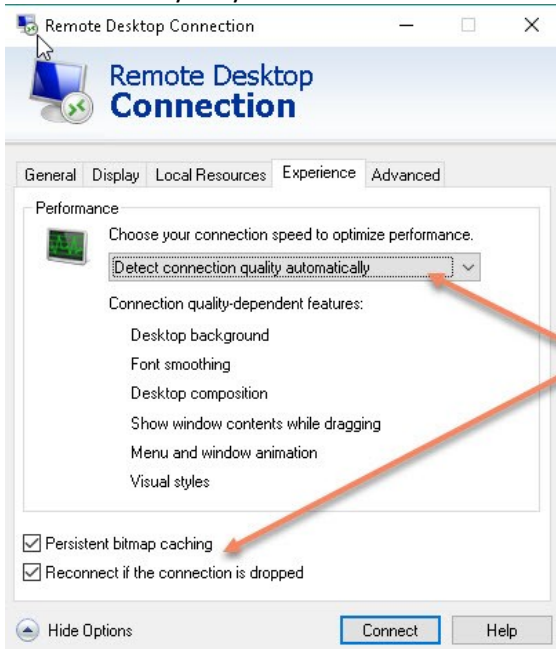 Remote Desktop Connection
Remote Desktop
Connection
General Display Local Resources Experience Advanced
Performance
Choose your connection speed to optimize performance.
Detect connection quality automatically
Connection quality-dependent features:
Desktop background
Font smoothing
Desktop composition
Show window contents while dragging
Menu and window animation
Visual styles
Persistent bitmap caching
Reconnect if the connection is dropped
Hide Options Connect Help